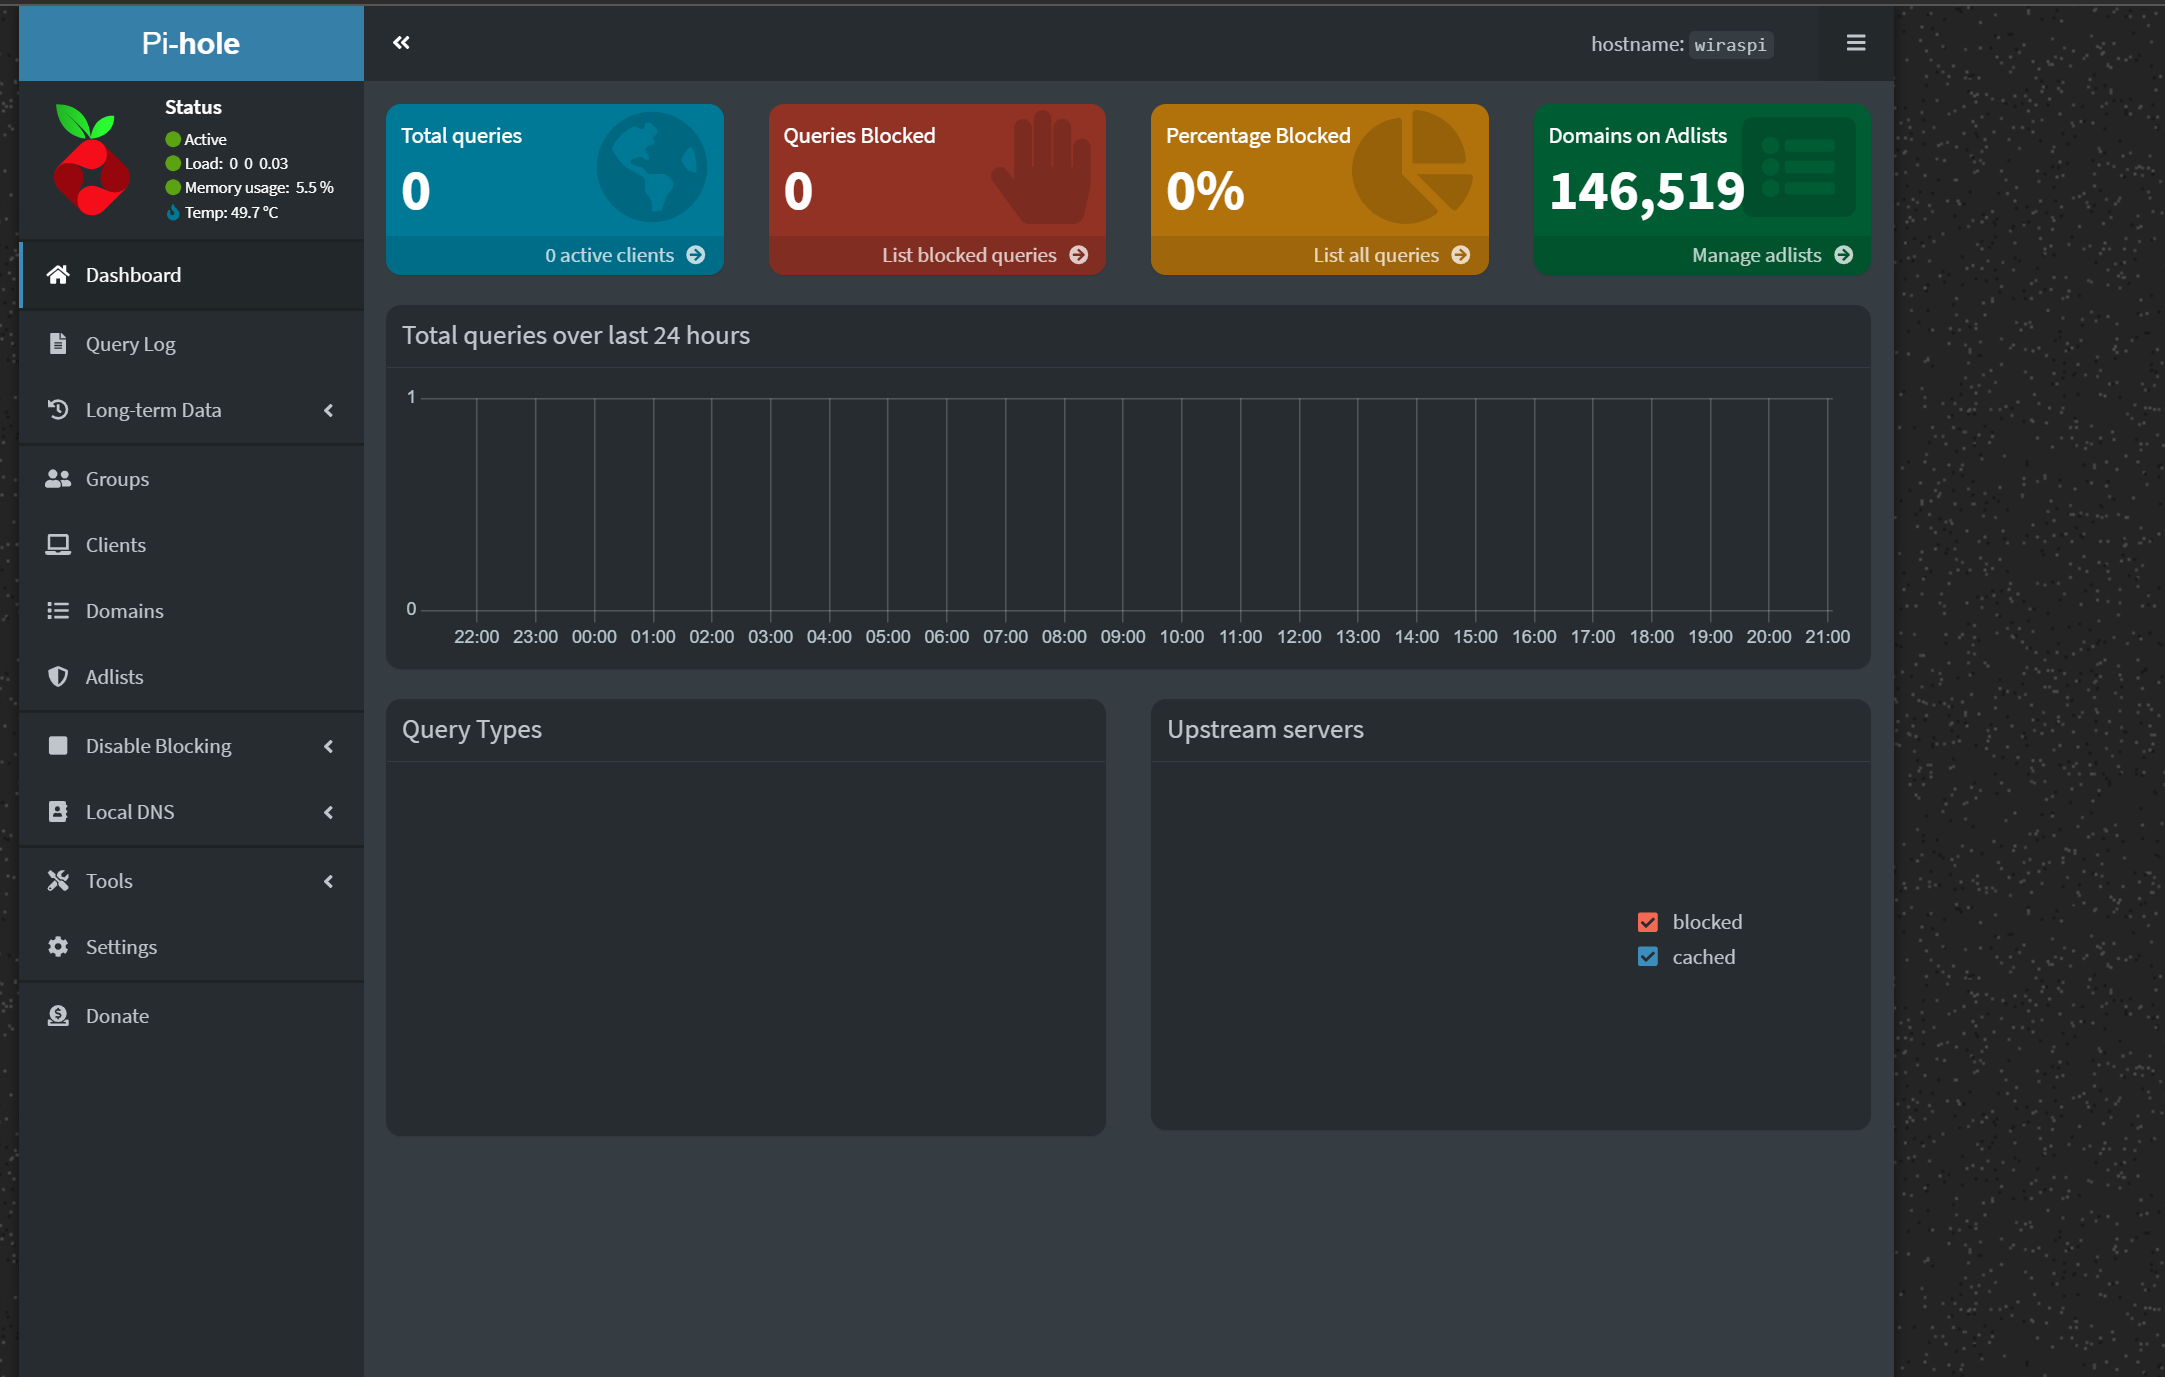 Pi-hole
hostname: wiraspi
Status
Active
Load: 0 0 0.03
Memory usage: 5.5 %
Temp: 49.7 °C
Dashboard
Query Log
Long-term Data
Groups
Clients
Domains
Adlists
Disable Blocking
Local DNS
Tools
Settings
Donate
Total queries
0
0 active clients
Queries Blocked
0
List blocked queries
Percentage Blocked
0%
List all queries
Domains on Adlists
146,519
Manage adlists
Total queries over last 24 hours
1
0
22:00 23:00 00:00 01:00 02:00 03:00 04:00 05:00 06:00 07:00 08:00 09:00 10:00 11:00 12:00 13:00 14:00 15:00 16:00 17:00 18:00 19:00 20:00 21:00
Query Types
Upstream servers
blocked
cached